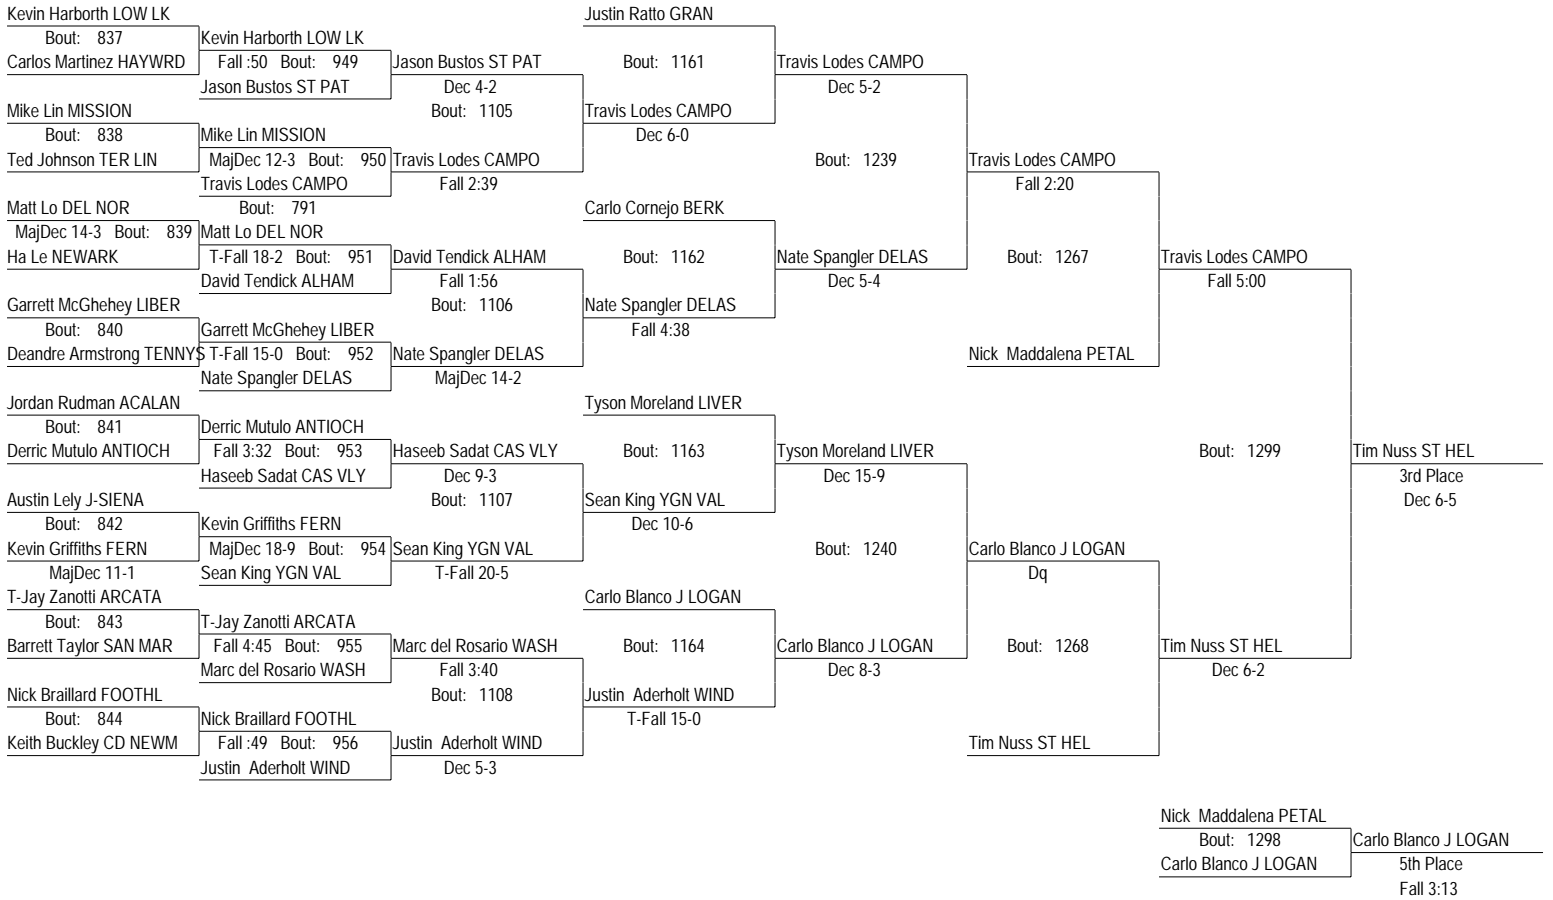 Kevin Harborth LOW LK Justin Ratto GRAN
Bout: 837 Kevin Harborth LOW LK
Carlos Martinez HAYWRD Fall :50 Bout: 949 Jason Bustos ST PAT Bout: 1161 Travis Lodes CAMPO
Jason Bustos ST PAT Dec 4-2 Dec 5-2
Mike Lin MISSION Bout: 1105 Travis Lodes CAMPO
Bout: 838 Mike Lin MISSION Dec 6-0
Ted Johnson TER LIN MajDec 12-3 Bout: 950 Travis Lodes CAMPO Bout: 1239 Travis Lodes CAMPO
Travis Lodes CAMPO Fall 2:39 Fall 2:20
Matt Lo DEL NOR Bout: 791 Carlo Cornejo BERK
MajDec 14-3 Bout: 839 Matt Lo DEL NOR
Ha Le NEWARK T-Fall 18-2 Bout: 951 David Tendick ALHAM Bout: 1162 Nate Spangler DELAS Bout: 1267 Travis Lodes CAMPO
David Tendick ALHAM Fall 1:56 Dec 5-4 Fall 5:00
Garrett McGhehey LIBER Bout: 1106 Nate Spangler DELAS
Bout: 840 Garrett McGhehey LIBER Fall 4:38
Deandre Armstrong TENNYS T-Fall 15-0 Bout: 952 Nate Spangler DELAS Nick Maddalena PETAL
Nate Spangler DELAS MajDec 14-2
Jordan Rudman ACALAN Tyson Moreland LIVER
Bout: 841 Derric Mutulo ANTIOCH
Derric Mutulo ANTIOCH Fall 3:32 Bout: 953 Haseeb Sadat CAS VLY Bout: 1163 Tyson Moreland LIVER Bout: 1299 Tim Nuss ST HEL
Haseeb Sadat CAS VLY Dec 9-3 Dec 15-9 3rd Place
Austin Lely J-SIENA Bout: 1107 Sean King YGN VAL Dec 6-5
Bout: 842 Kevin Griffiths FERN Dec 10-6
Kevin Griffiths FERN MajDec 18-9 Bout: 954 Sean King YGN VAL Bout: 1240 Carlo Blanco J LOGAN
MajDec 11-1 Sean King YGN VAL T-Fall 20-5 Dq
T-Jay Zanotti ARCATA Carlo Blanco J LOGAN
Bout: 843 T-Jay Zanotti ARCATA
Barrett Taylor SAN MAR Fall 4:45 Bout: 955 Marc del Rosario WASH Bout: 1164 Carlo Blanco J LOGAN Bout: 1268 Tim Nuss ST HEL
Marc del Rosario WASH Fall 3:40 Dec 8-3 Dec 6-2
Nick Braillard FOOTHL Bout: 1108 Justin Aderholt WIND
Bout: 844 Nick Braillard FOOTHL T-Fall 15-0
Keith Buckley CD NEWM Fall :49 Bout: 956 Justin Aderholt WIND Tim Nuss ST HEL
Justin Aderholt WIND Dec 5-3
Nick Maddalena PETAL
Bout: 1298 Carlo Blanco J LOGAN
Carlo Blanco J LOGAN 5th Place
Fall 3:13